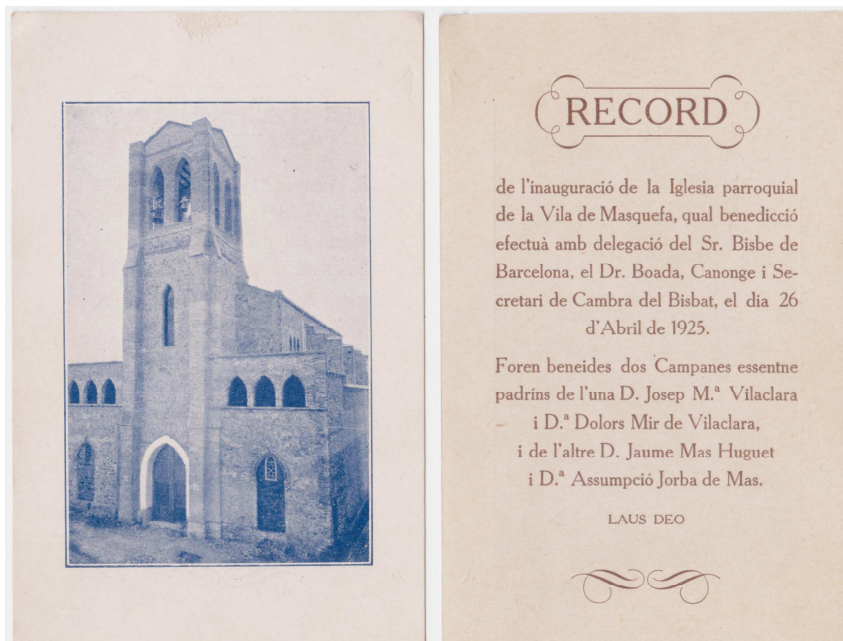 RECORD
de l'inauguració de la Iglesia parroquial
de la Vila de Masquefa, qual benedicció
efectuà amb delegació del Sr. Bisbe de
Barcelona, el Dr. Boada, Canonge i Se-
cretari de Cambra del Bisbat, el dia 26
d'Abril de 1925.
Foren beneides dos Campanes essentne
padríns de l'una D. Josep M.ª Vilaclara
i D.ª Dolors Mir de Vilaclara,
i de l'altre D. Jaume Mas Huguet
i D.ª Assumpció Jorba de Mas.
LAUS DEO